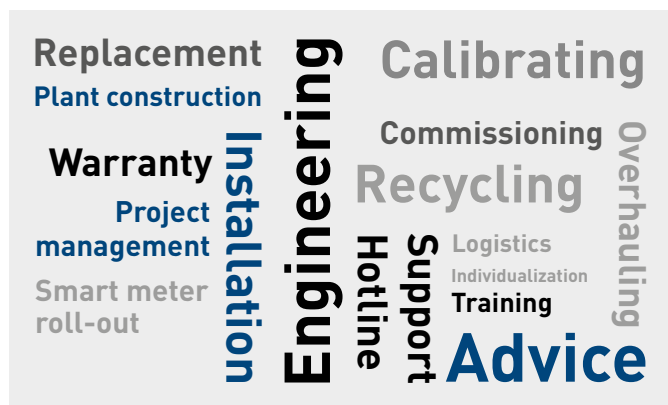 Replacement
Plant construction
Warranty
Project
management
Smart meter
roll-out
Installation
Engineering
Calibrating
Commissioning
Recycling
Overhauling
Hotline
Support
Logistics
Individualization
Training
Advice